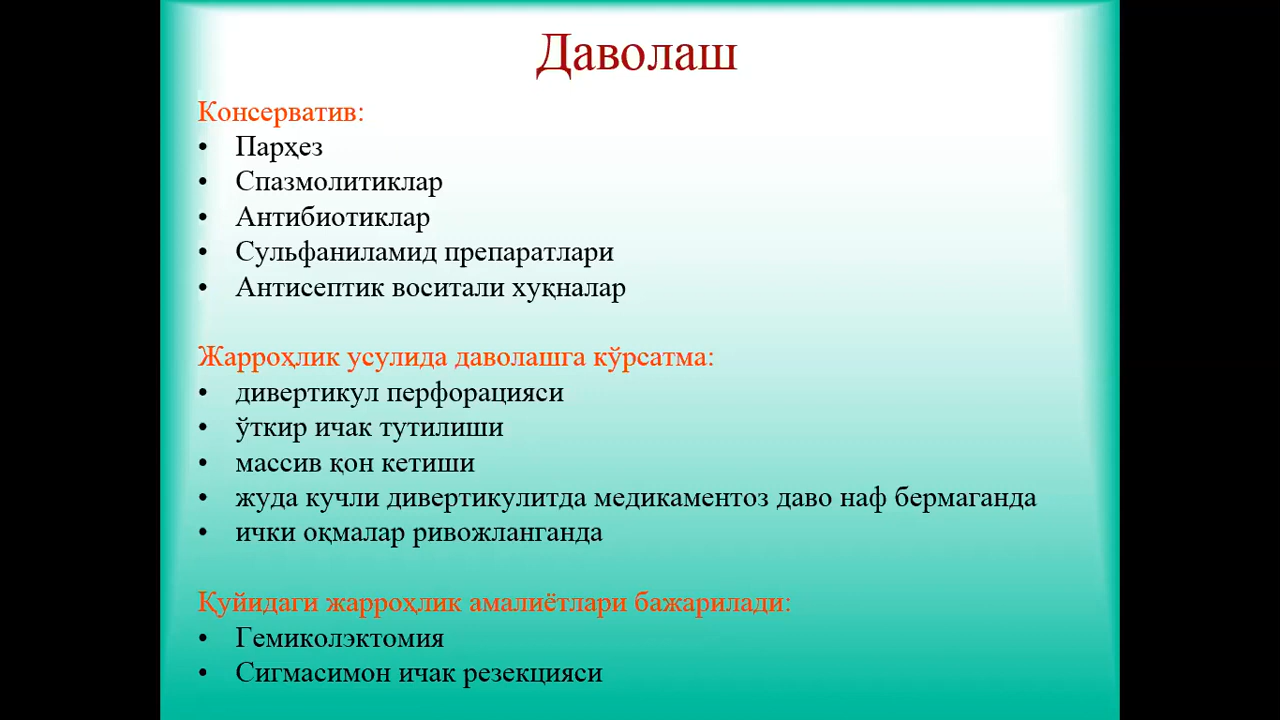 Даволаш
Консерватив:
• Парҳез
• Спазмолитиклар
• Антибиотиклар
• Сульфаниламид препаратлари
• Антисептик воситали хуқналар
Жарроҳлик усулида даволашга кўрсатма:
• дивертикул перфорацияси
• ўткир ичак тутилиши
• массив қон кетиши
• жуда кучли дивертикулитда медикаментоз даво наф бермаганда
• ички оқмалар ривожланганда
Қуйидаги жарроҳлик амалиётлари бажарилади:
• Гемиколэктомия
• Сигмасимон ичак резекцияси